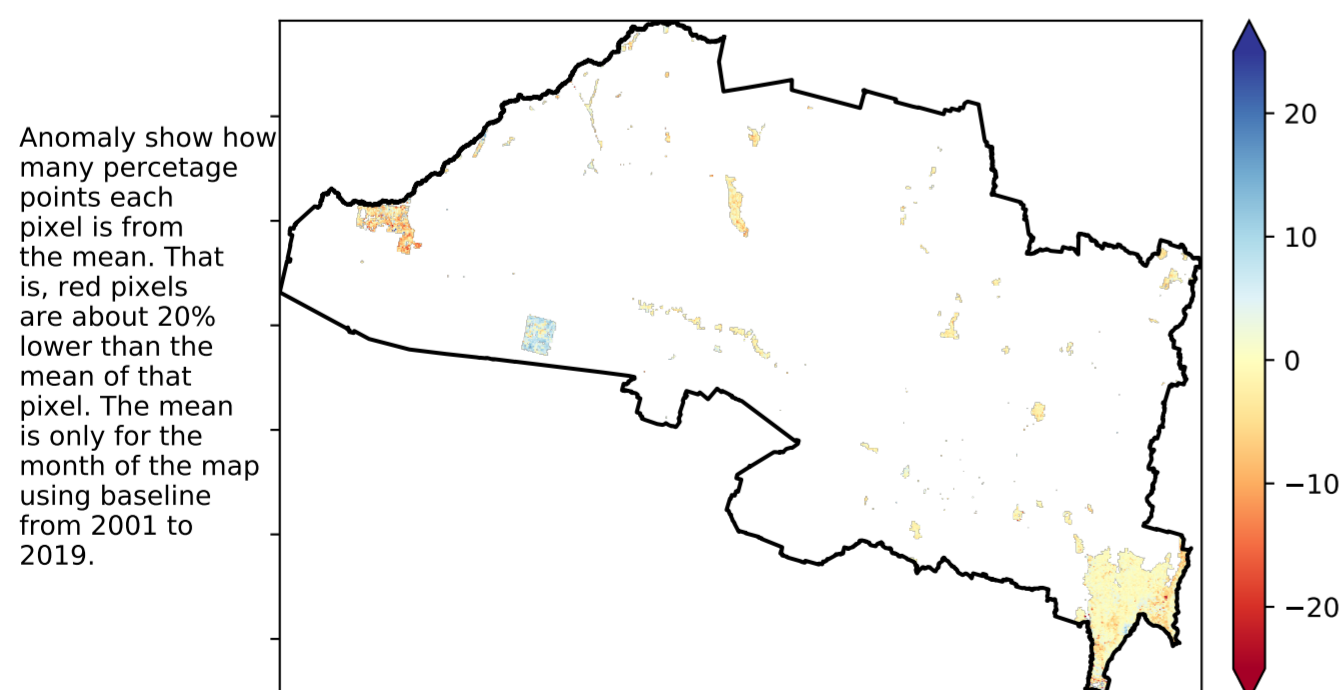 Anomaly show how
many percetage
points each
pixel is from
the mean. That
is, red pixels
are about 20%
lower than the
mean of that
pixel. The mean
is only for the
month of the map
using baseline
from 2001 to
2019.
20
10
0
−10
−20